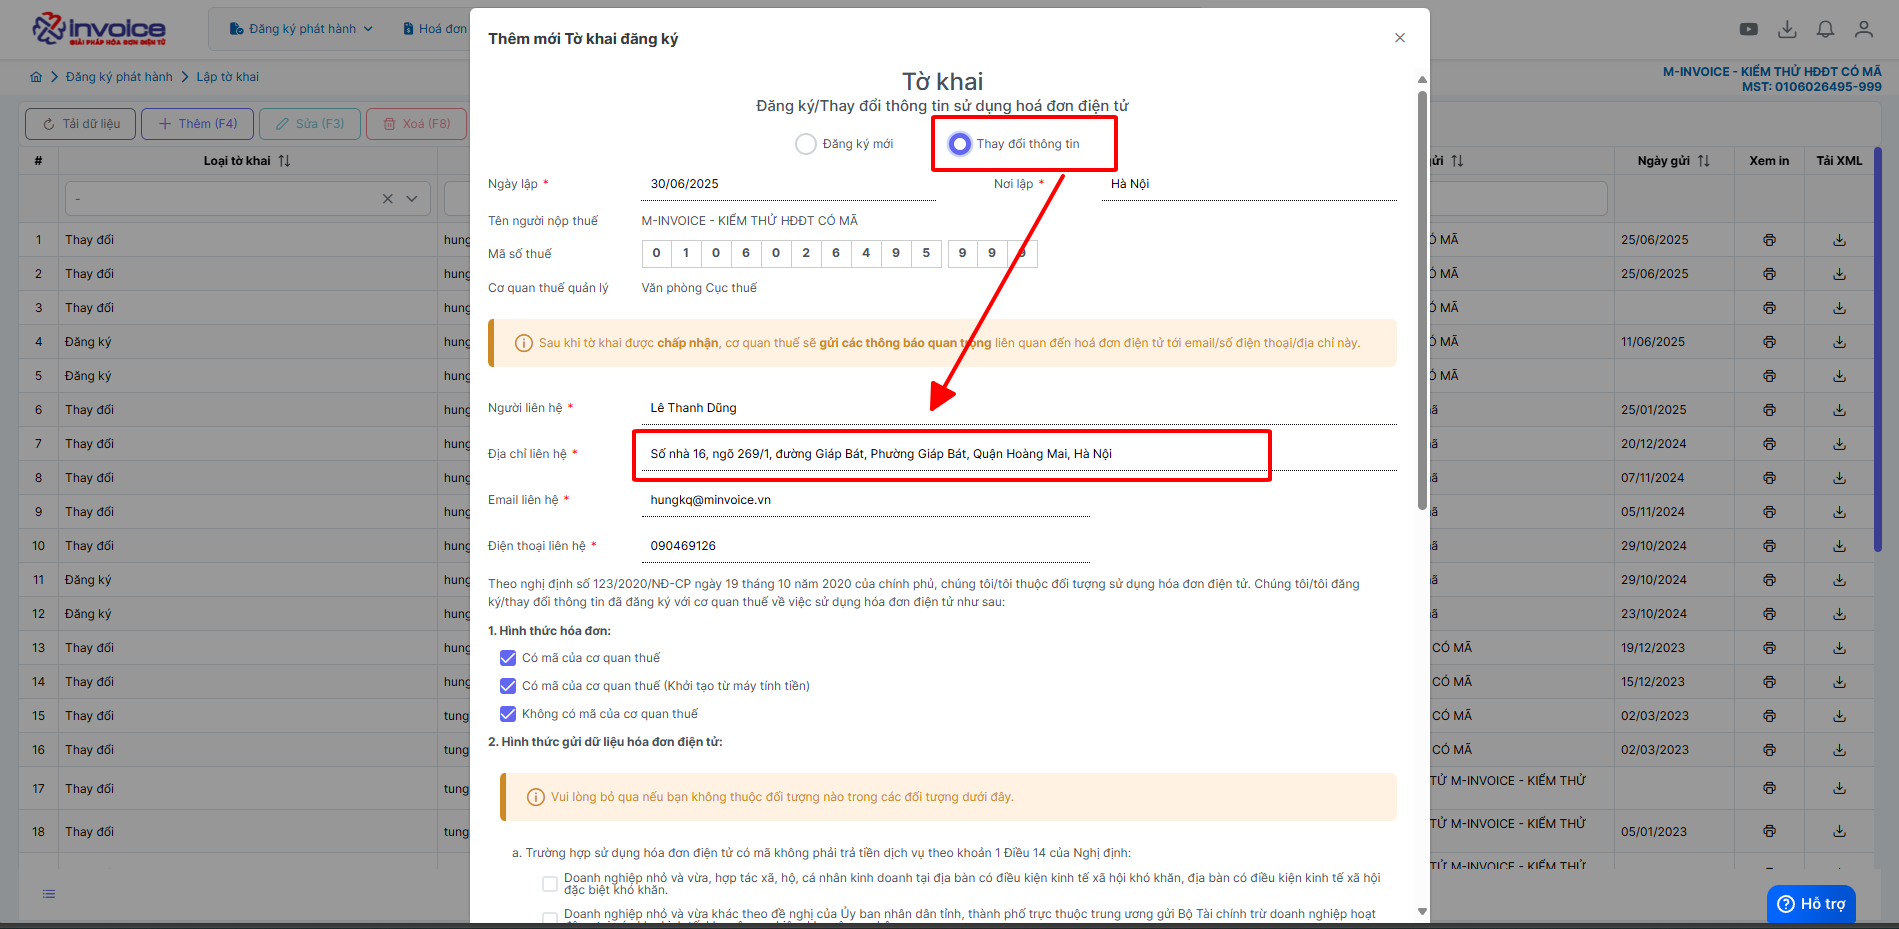 invoice
GIẢI PHÁP HÓA ĐƠN ĐIỆN TỬ
Đăng ký phát hành
Hoá đơn
Đăng ký phát hành
Lập tờ khai
M-INVOICE - KIỂM THỬ HĐĐT CÓ MÃ
MST: 0106026495-999
Tải dữ liệu
Thêm (F4)
Sửa (F3)
Xoá (F8)
# Loại tờ khai
gửi Ngày gửi Xem in Tải XML
-
1 Thay đổi hung Ó MÃ 25/06/2025
2 Thay đổi hung Ó MÃ 25/06/2025
3 Thay đổi hung Ó MÃ
4 Đăng ký hung Ó MÃ 11/06/2025
5 Đăng ký hung Ó MÃ
6 Thay đổi hung ã 25/01/2025
7 Thay đổi hung ã 20/12/2024
8 Thay đổi hung ã 07/11/2024
9 Thay đổi hung ã 05/11/2024
10 Thay đổi hung ã 29/10/2024
11 Đăng ký hung ã 29/10/2024
12 Đăng ký hung ã 23/10/2024
13 Thay đổi hung CÓ MÃ 19/12/2023
14 Thay đổi hung CÓ MÃ 15/12/2023
15 Thay đổi tung CÓ MÃ 02/03/2023
16 Thay đổi tung CÓ MÃ 02/03/2023
17 Thay đổi tung TỬ M-INVOICE - KIỂM THỬ
18 Thay đổi tung TỬ M-INVOICE - KIỂM THỬ 05/01/2023
TỬ M-INVOICE - KIỂM THỬ
Thêm mới Tờ khai đăng ký
Tờ khai
Đăng ký/Thay đổi thông tin sử dụng hoá đơn điện tử
Đăng ký mới
Thay đổi thông tin
Ngày lập * 30/06/2025 Nơi lập * Hà Nội
Tên người nộp thuế M-INVOICE - KIỂM THỬ HĐĐT CÓ MÃ
Mã số thuế 0 1 0 6 0 2 6 4 9 5 9 9 9
Cơ quan thuế quản lý Văn phòng Cục thuế
Sau khi tờ khai được chấp nhận, cơ quan thuế sẽ gửi các thông báo quan trọng liên quan đến hoá đơn điện tử tới email/số điện thoại/địa chỉ này.
Người liên hệ * Lê Thanh Dũng
Địa chỉ liên hệ * Số nhà 16, ngõ 269/1, đường Giáp Bát, Phường Giáp Bát, Quận Hoàng Mai, Hà Nội
Email liên hệ * hungkq@minvoice.vn
Điện thoại liên hệ * 090469126
Theo nghị định số 123/2020/NĐ-CP ngày 19 tháng 10 năm 2020 của chính phủ, chúng tôi/tôi thuộc đối tượng sử dụng hóa đơn điện tử. Chúng tôi/tôi đăng
ký/thay đổi thông tin đã đăng ký với cơ quan thuế về việc sử dụng hóa đơn điện tử như sau:
1. Hình thức hóa đơn:
Có mã của cơ quan thuế
Có mã của cơ quan thuế (Khởi tạo từ máy tính tiền)
Không có mã của cơ quan thuế
2. Hình thức gửi dữ liệu hóa đơn điện tử:
Vui lòng bỏ qua nếu bạn không thuộc đối tượng nào trong các đối tượng dưới đây.
a. Trường hợp sử dụng hóa đơn điện tử có mã không phải trả tiền dịch vụ theo khoản 1 Điều 14 của Nghị định:
Doanh nghiệp nhỏ và vừa, hợp tác xã, hộ, cá nhân kinh doanh tại địa bàn có điều kiện kinh tế xã hội khó khăn, địa bàn có điều kiện kinh tế xã hội
đặc biệt khó khăn.
Doanh nghiệp nhỏ và vừa khác theo đề nghị của Ủy ban nhân dân tỉnh, thành phố trực thuộc trung ương gửi Bộ Tài chính trừ doanh nghiệp hoạt
Hỗ trợ